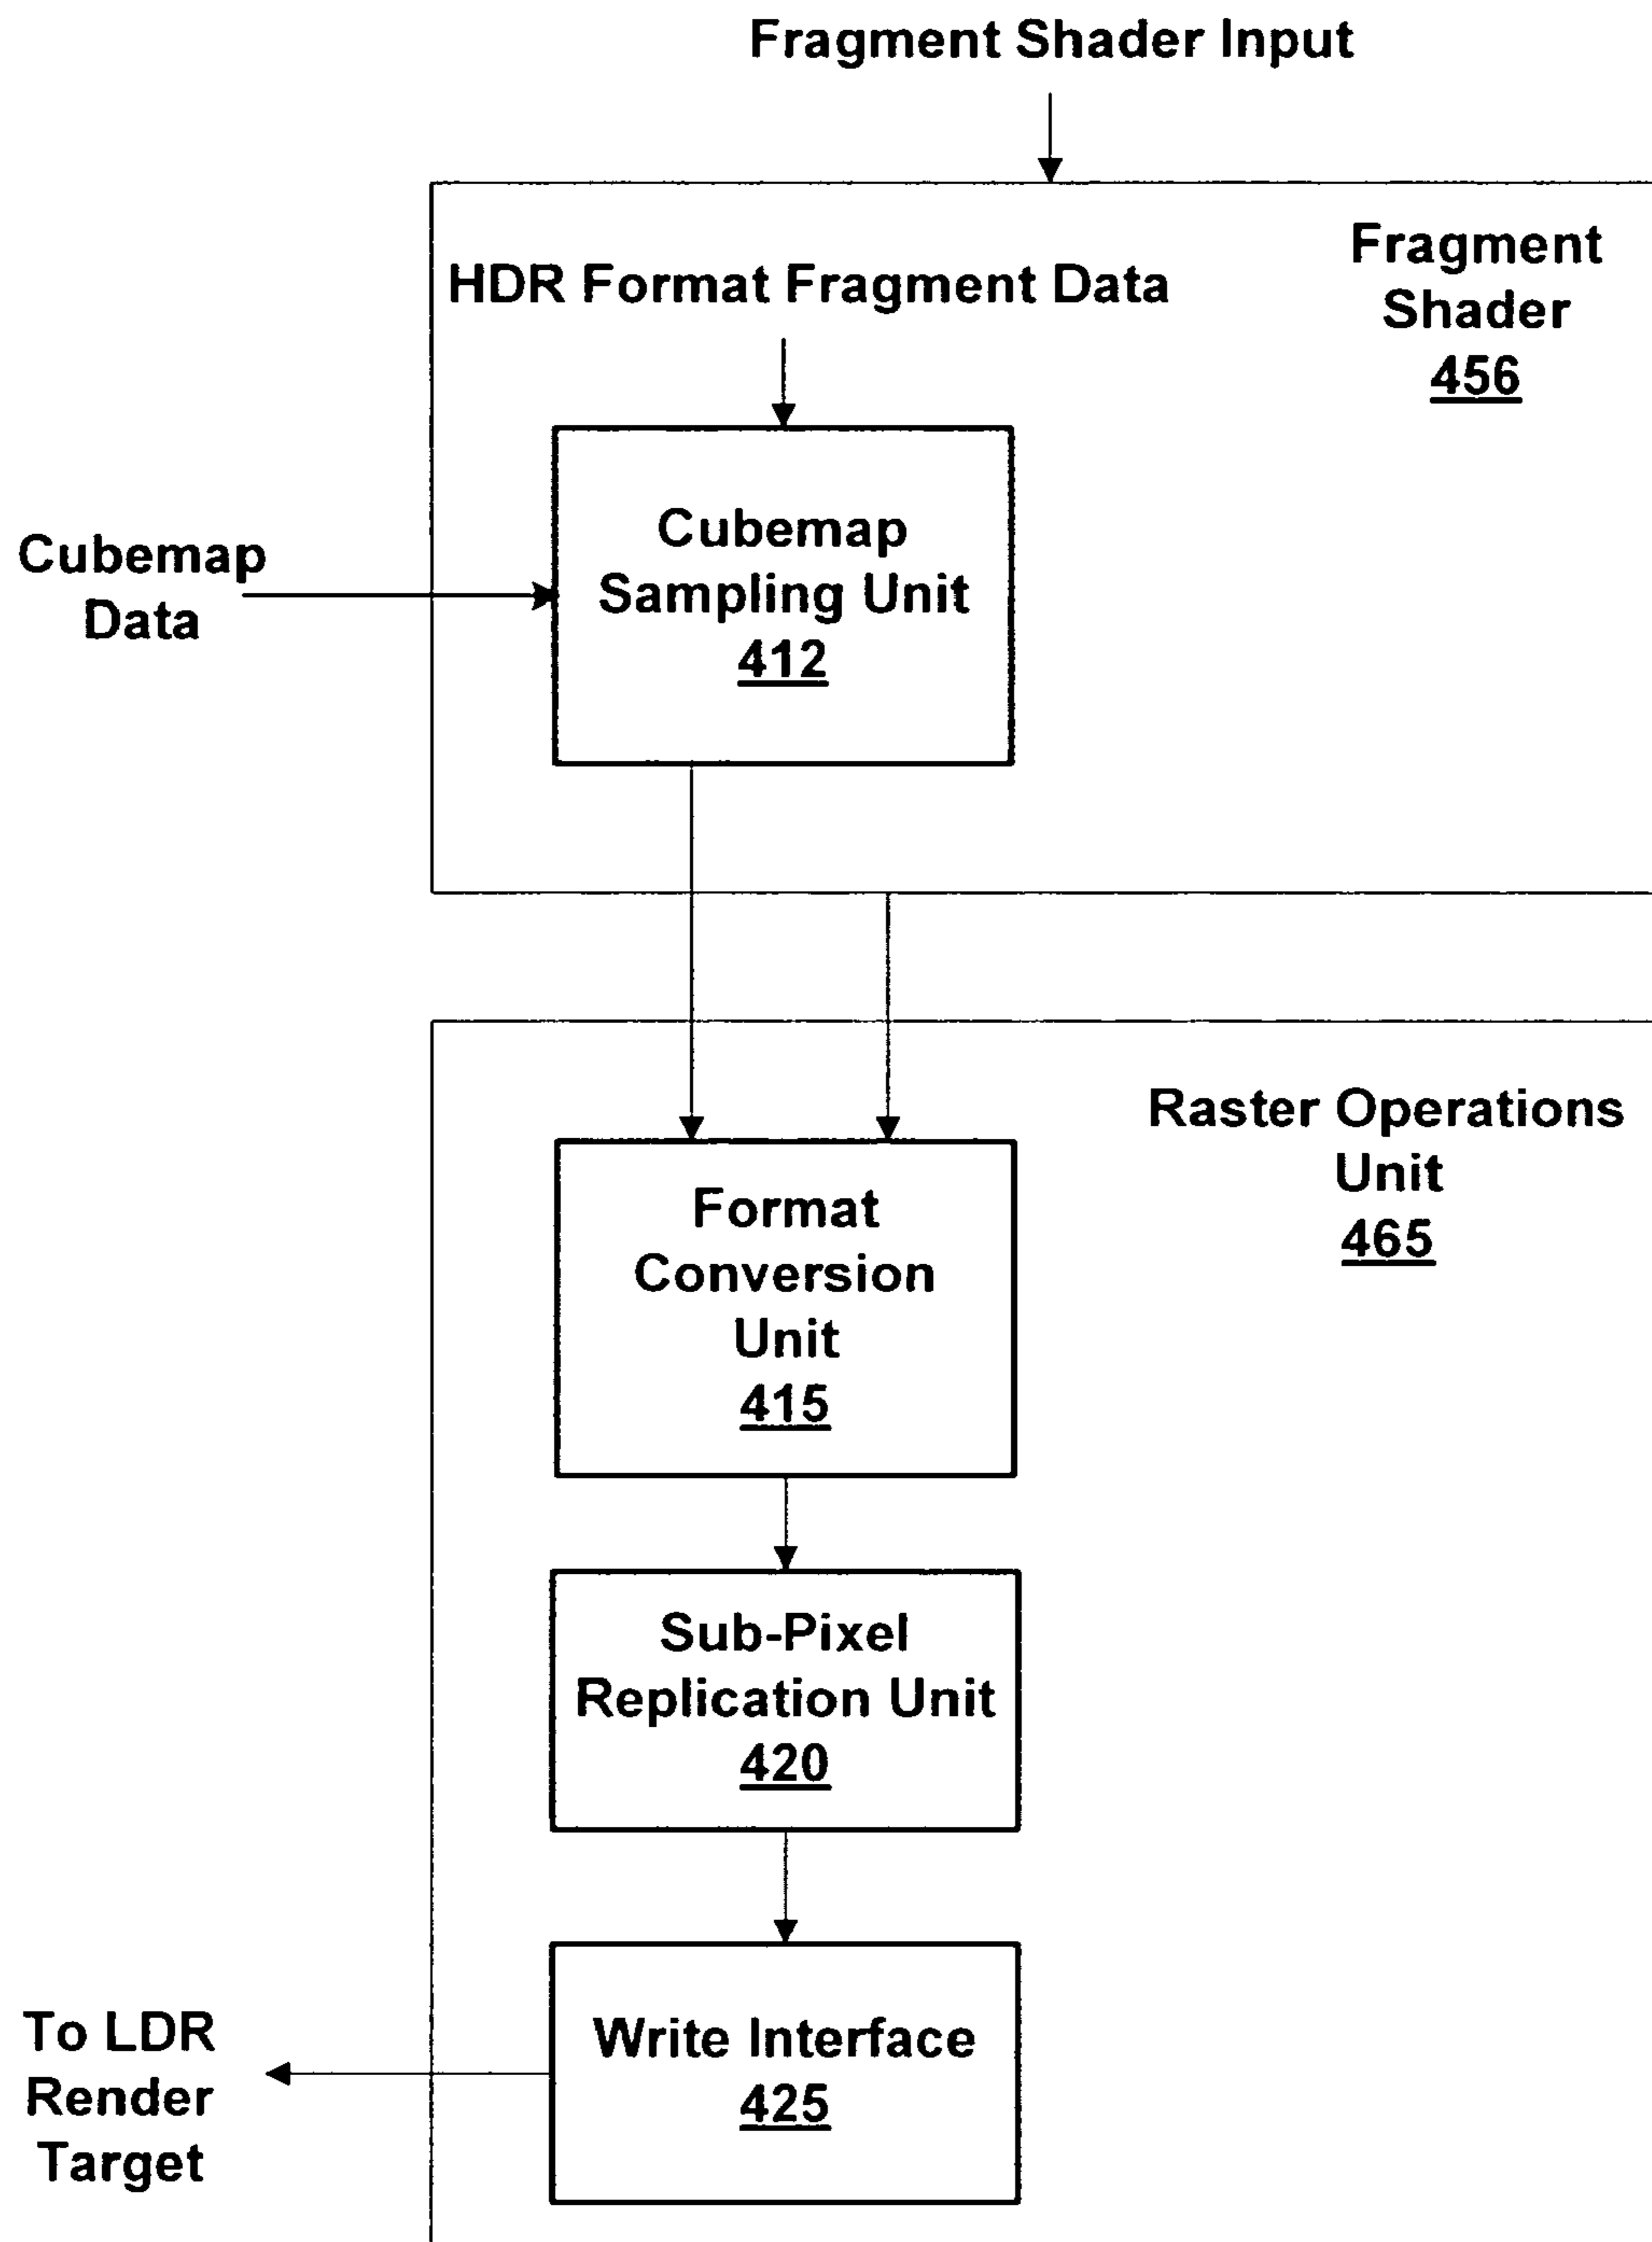 Fragment Shader Input
Fragment
Shader
456
HDR Format Fragment Data
Cubemap
Sampling Unit
412
Cubemap
Data
Raster Operations
Unit
465
Format
Conversion
Unit
415
Sub-Pixel
Replication Unit
420
Write Interface
425
To LDR
Render
Target